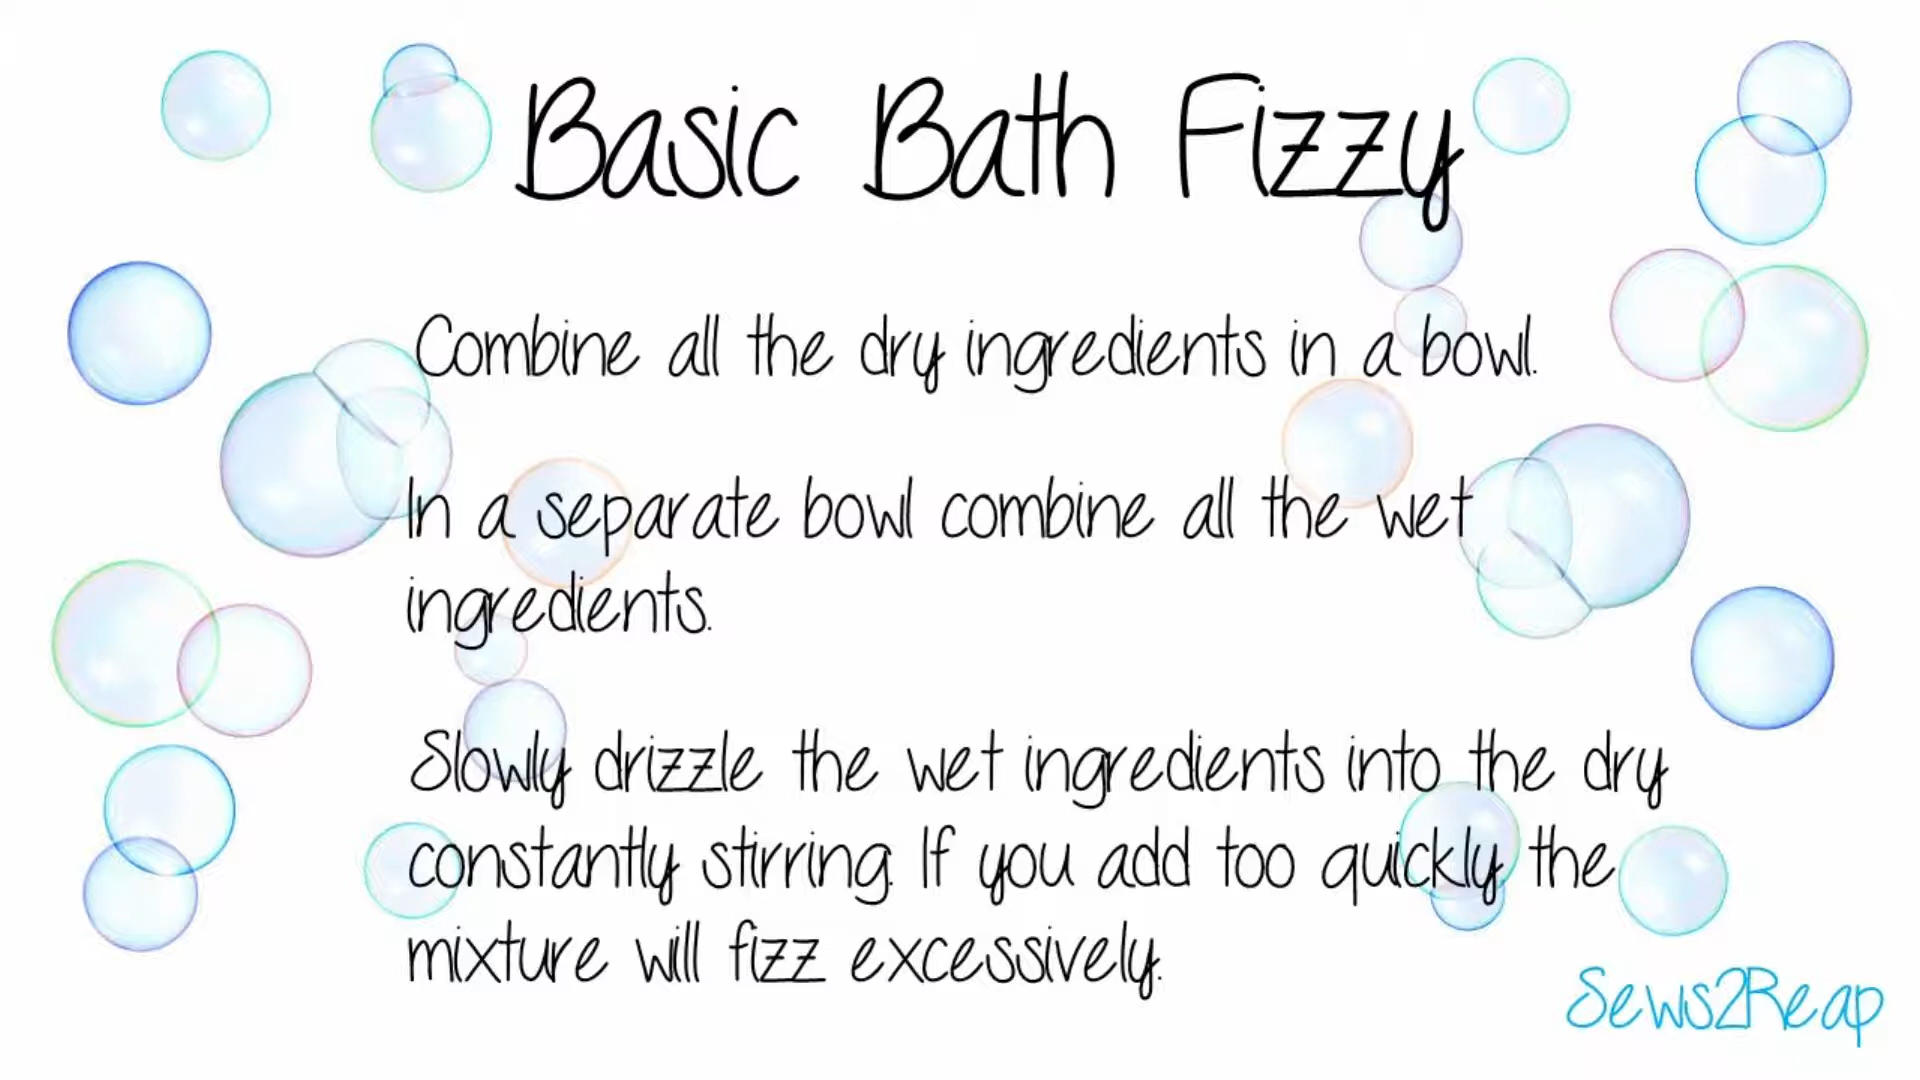 Basic Bath Fizzy
Combine all the dry ingredients in a bowl.
In a separate bowl combine all the wet
ingredients.
Slowly drizzle the wet ingredients into the dry
constantly stirring. If you add too quickly the
mixture will fizz excessively.
Sews2Reap